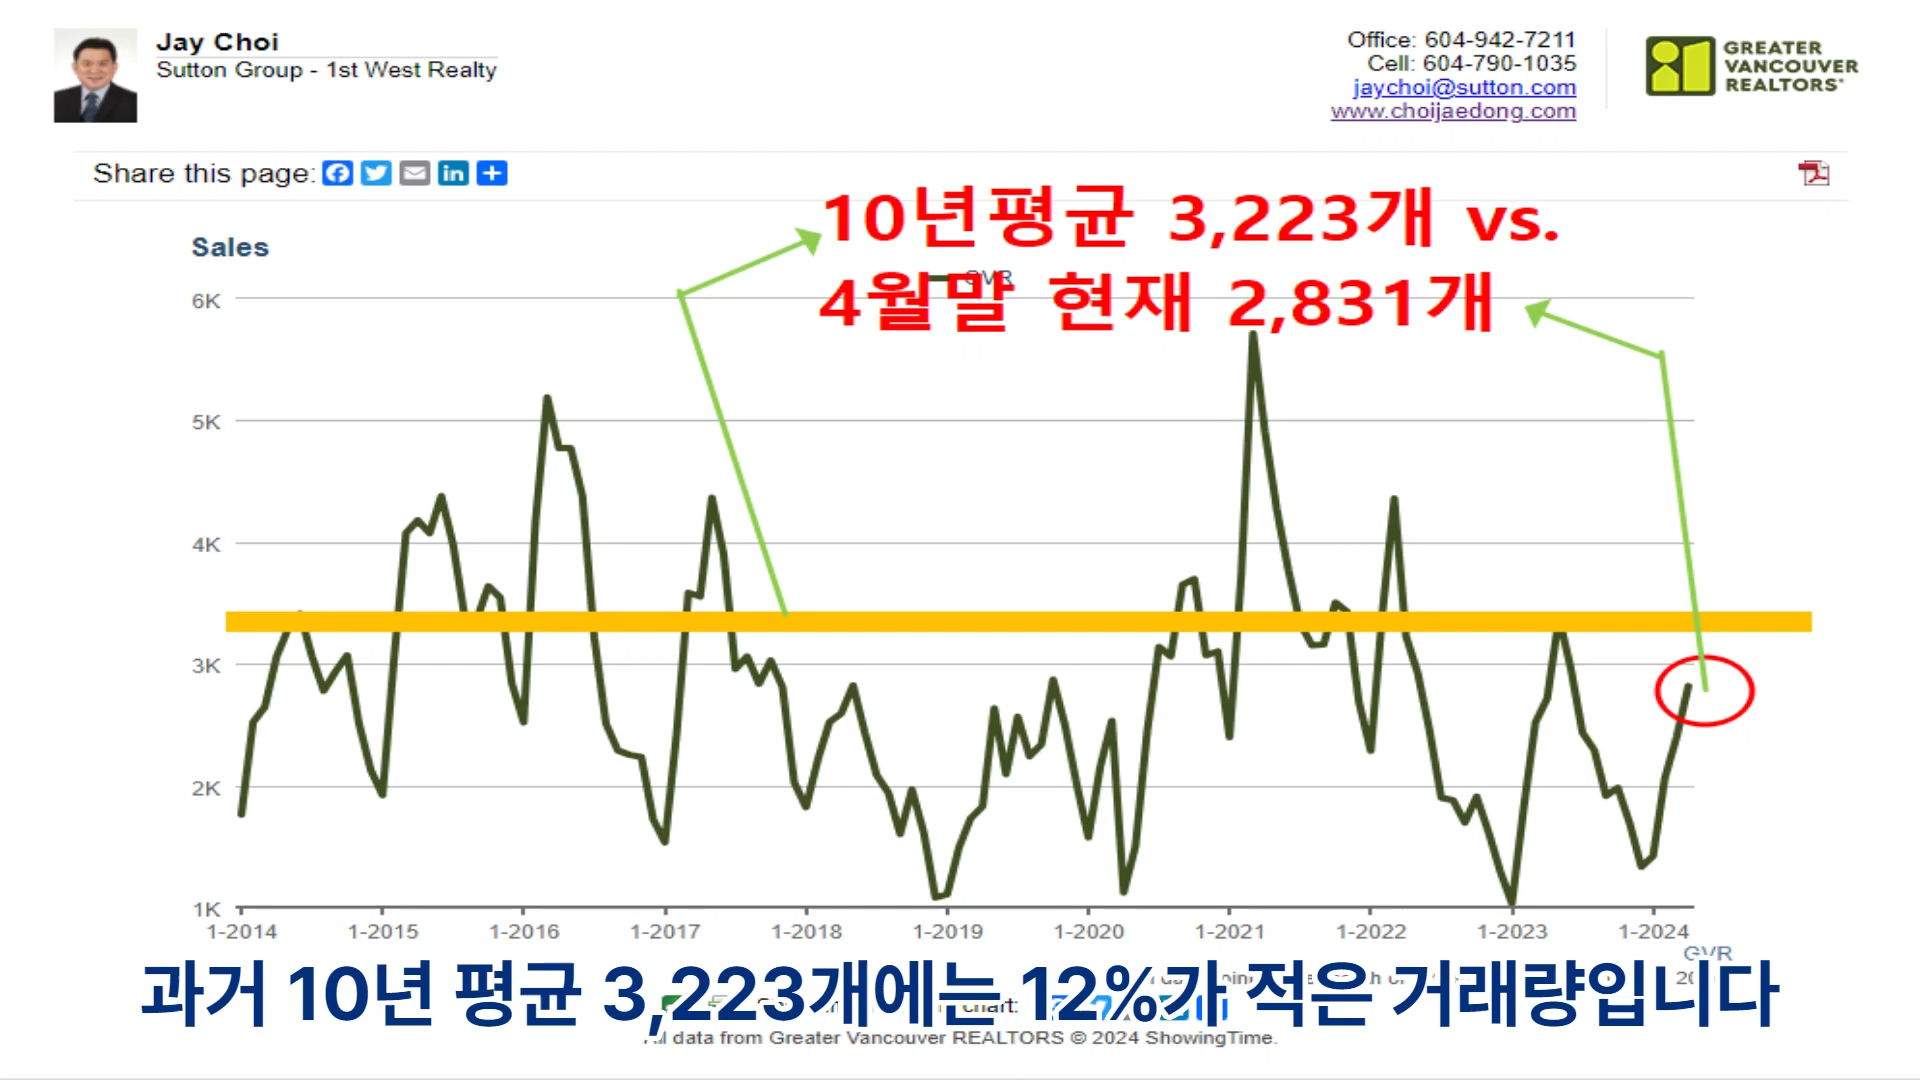 Jay Choi
Sutton Group - 1st West Realty
Office: 604-942-7211
Cell: 604-790-1035
jaychoi@sutton.com
www.choijaedong.com
GREATER
VANCOUVER
REALTORS
Share this page:
10년평균 3,223개 vs.
4월말 현재 2,831개
Sales
GVR
6K
5K
4K
3K
2K
1K
1-2014 1-2015 1-2016 1-2017 1-2018 1-2019 1-2020 1-2021 1-2022 1-2023 1-2024
GVR
과거 10년 평균 3,223개에는 12%가 적은 거래량입니다
chart:
All data from Greater Vancouver REALTORS © 2024 ShowingTime.